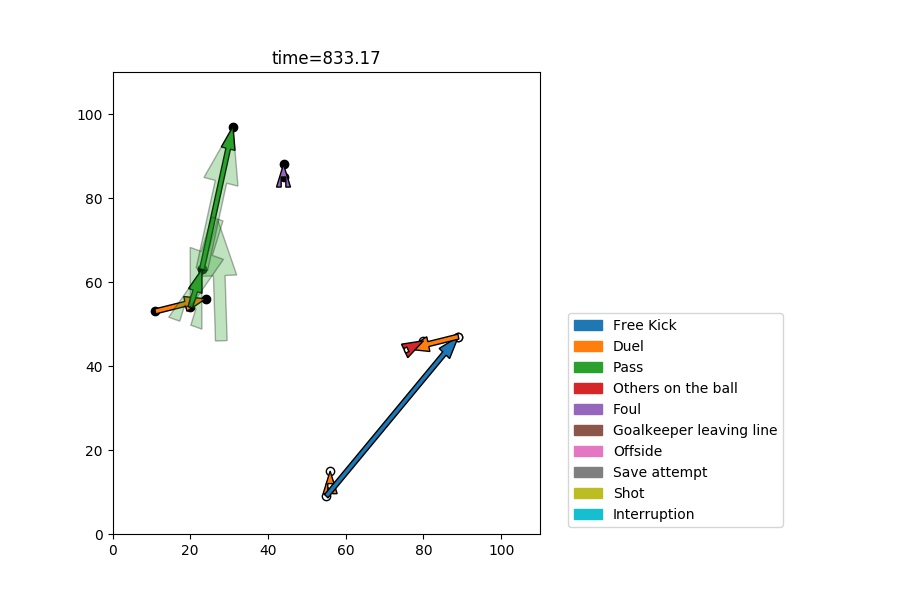 time=833.17
100
80
60
40
20
0
0 20 40 60 80 100
Free Kick
Duel
Pass
Others on the ball
Foul
Goalkeeper leaving line
Offside
Save attempt
Shot
Interruption